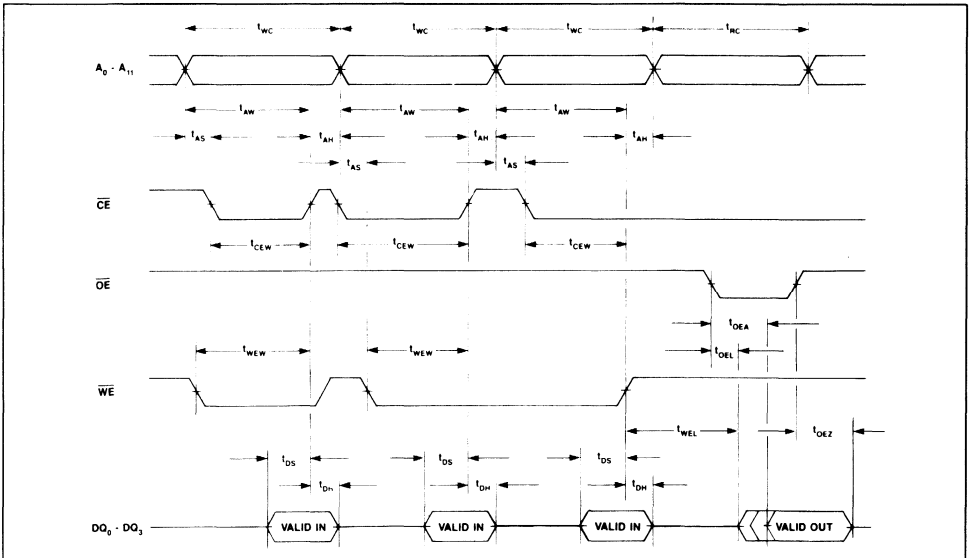 tWC tWC tWC tRC
A0 - A11
tAW tAW tAW
tAS tAH tAH tAH
tAS tAS
CE
tCEW tCEW tCEW
OE
tOEA
tWEW tWEW tOEL
WE
tWEL tOEZ
tDS tDS tDS
tDH tDH tDH
DQ0 - DQ3 VALID IN VALID IN VALID IN VALID OUT